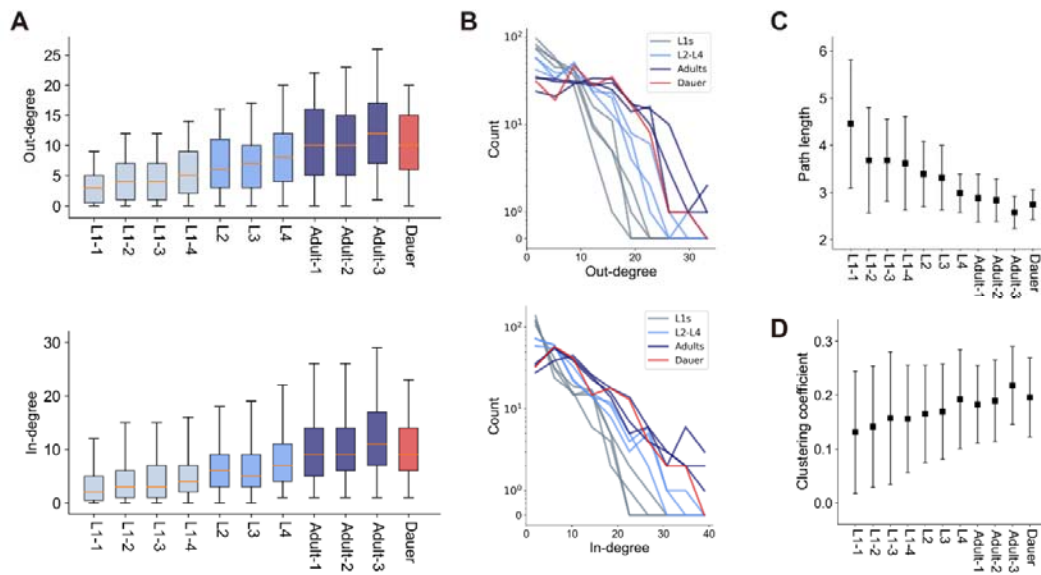 A
Out-degree
25
20
15
10
5
0
L1-1
L1-2
L1-3
L1-4
L2
L3
L4
Adult-1
Adult-2
Adult-3
Dauer
In-degree
30
20
10
0
L1-1
L1-2
L1-3
L1-4
L2
L3
L4
Adult-1
Adult-2
Adult-3
Dauer
B
Count
10²
10¹
10⁰
0
0
10
20
30
Out-degree
L1s
L2-L4
Adults
Dauer
Count
10²
10¹
10⁰
0
0
10
20
30
40
In-degree
L1s
L2-L4
Adults
Dauer
C
Path length
6
5
4
3
2
L1-1
L1-2
L1-3
L1-4
L2
L3
L4
Adult-1
Adult-2
Adult-3
Dauer
D
Clustering coefficient
0.3
0.2
0.1
0.0
L1-1
L1-2
L1-3
L1-4
L2
L3
L4
Adult-1
Adult-2
Adult-3
Dauer